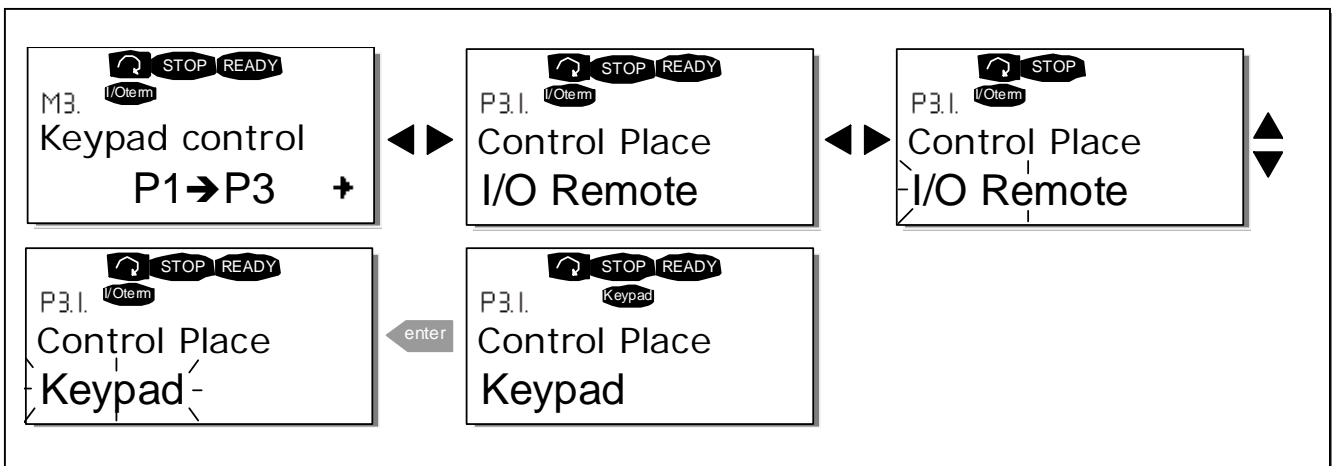 STOP READY
I/Oterm
M3.
Keypad control
P1➔P3
STOP READY
I/Oterm
P3.1.
Control Place
I/O Remote
STOP
I/Oterm
P3.1.
Control Place
I/O Remote
STOP READY
I/Oterm
P3.1.
Control Place
Keypad
enter
STOP READY
Keypad
P3.1.
Control Place
Keypad